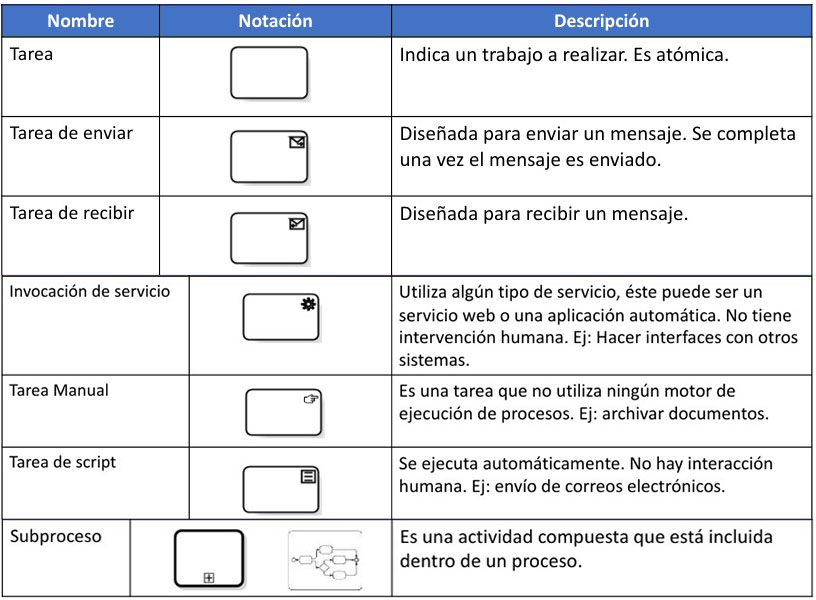 Nombre Notación Descripción
Tarea Indica un trabajo a realizar. Es atómica.
Tarea de enviar Diseñada para enviar un mensaje. Se completa
una vez el mensaje es enviado.
Tarea de recibir Diseñada para recibir un mensaje.
Invocación de servicio Utiliza algún tipo de servicio, éste puede ser un
servicio web o una aplicación automática. No tiene
intervención humana. Ej: Hacer interfaces con otros
sistemas.
Tarea Manual Es una tarea que no utiliza ningún motor de
ejecución de procesos. Ej: archivar documentos.
Tarea de script Se ejecuta automáticamente. No hay interacción
humana. Ej: envío de correos electrónicos.
Subproceso Es una actividad compuesta que está incluida
dentro de un proceso.